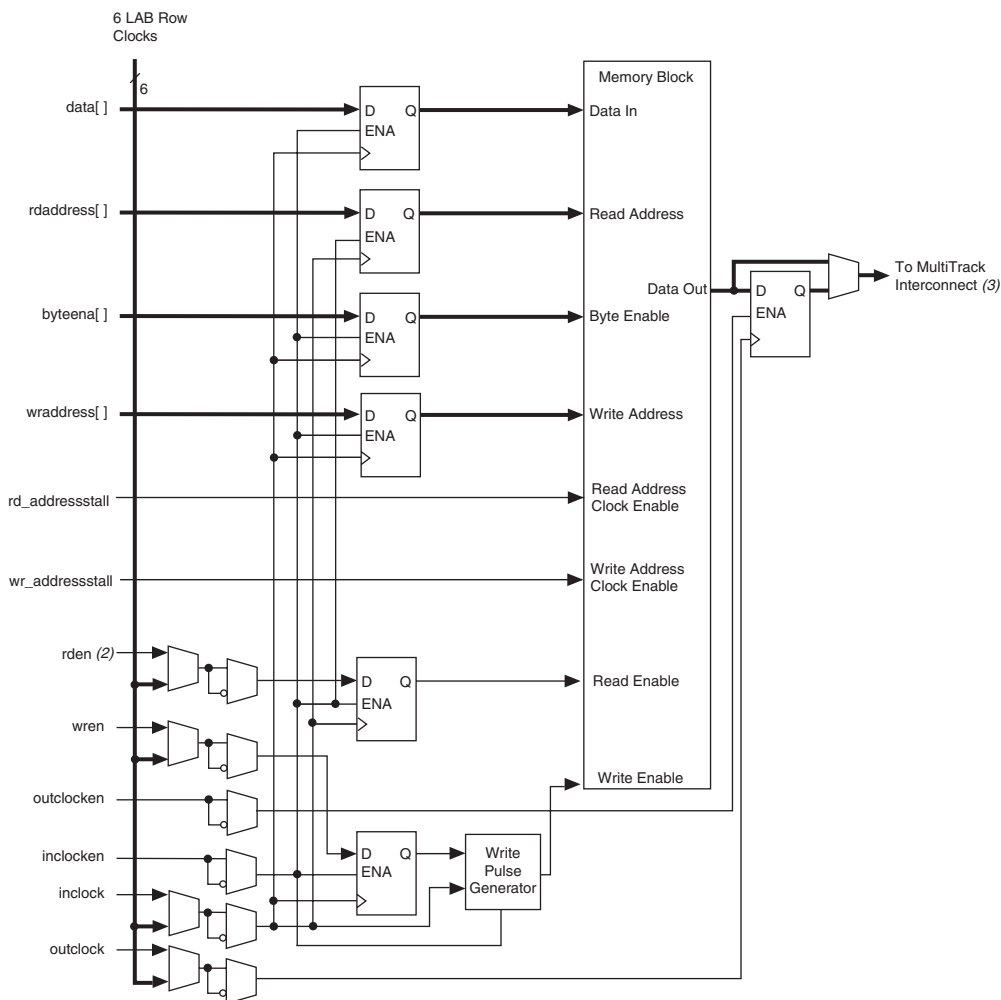 6 LAB Row
Clocks
6
Memory Block
data[ ]
D Q
ENA
Data In
rdaddress[ ]
D Q
ENA
Read Address
To MultiTrack
Interconnect (3)
Data Out
D Q
ENA
byteena[ ]
D Q
ENA
Byte Enable
wraddress[ ]
D Q
ENA
Write Address
rd_addressstall
Read Address
Clock Enable
wr_addressstall
Write Address
Clock Enable
rden (2)
D Q
ENA
Read Enable
wren
Write Enable
outclocken
inclocken
D Q
ENA
Write
Pulse
Generator
inclock
outclock